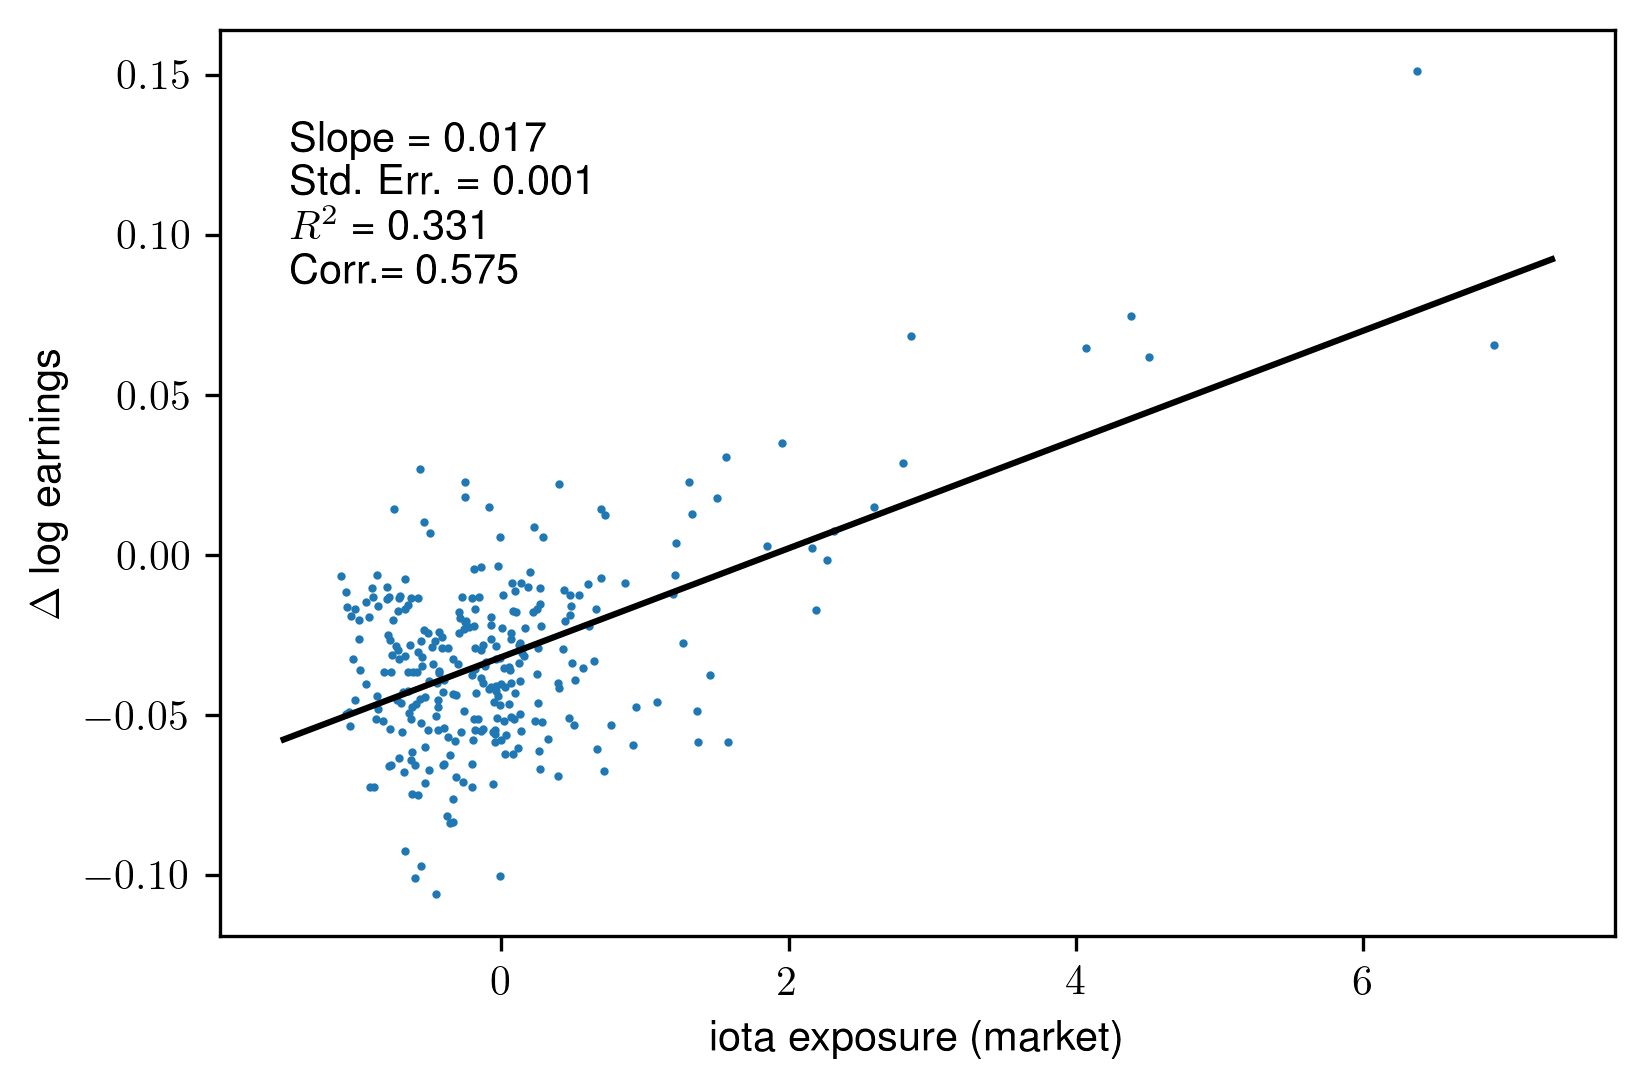 0.15
0.10
0.05
0.00
−0.05
−0.10
Slope = 0.017
Std. Err. = 0.001
R² = 0.331
Corr.= 0.575
Δ log earnings
0 2 4 6
iota exposure (market)